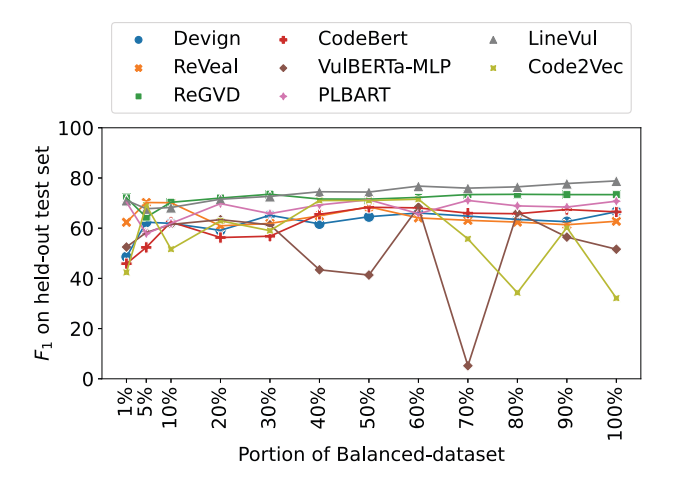 Devign CodeBert LineVul
ReVeal VulBERTa-MLP Code2Vec
ReGVD PLBART
100
80
60
40
20
0
F1 on held-out test set
1% 5% 10% 20% 30% 40% 50% 60% 70% 80% 90% 100%
Portion of Balanced-dataset